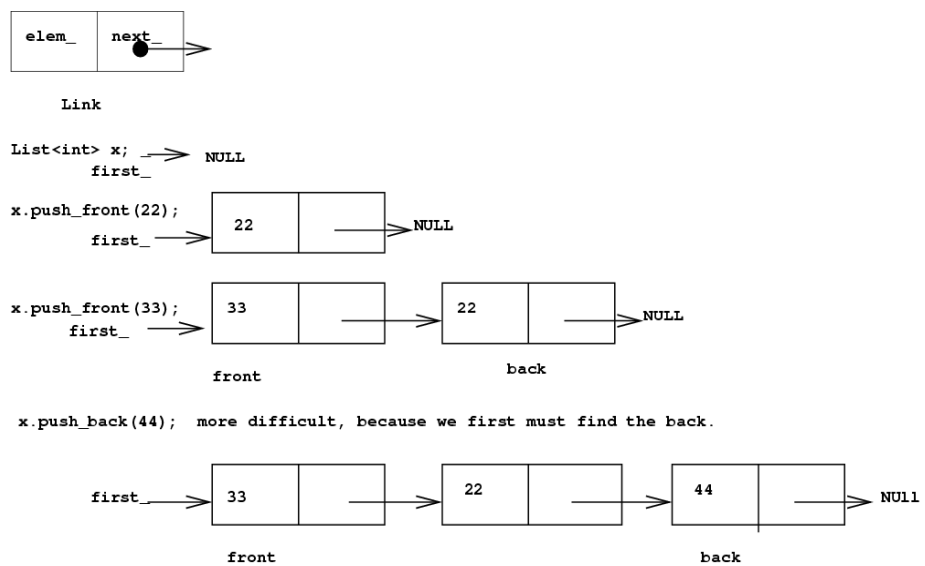 elem_ next_
Link
List<int> x; _ NULL
first_
x.push_front(22);
22 NULL
first_
x.push_front(33); 33 22 NULL
first_
front back
x.push_back(44); more difficult, because we first must find the back.
first_ 33 22 44 NUll
front back